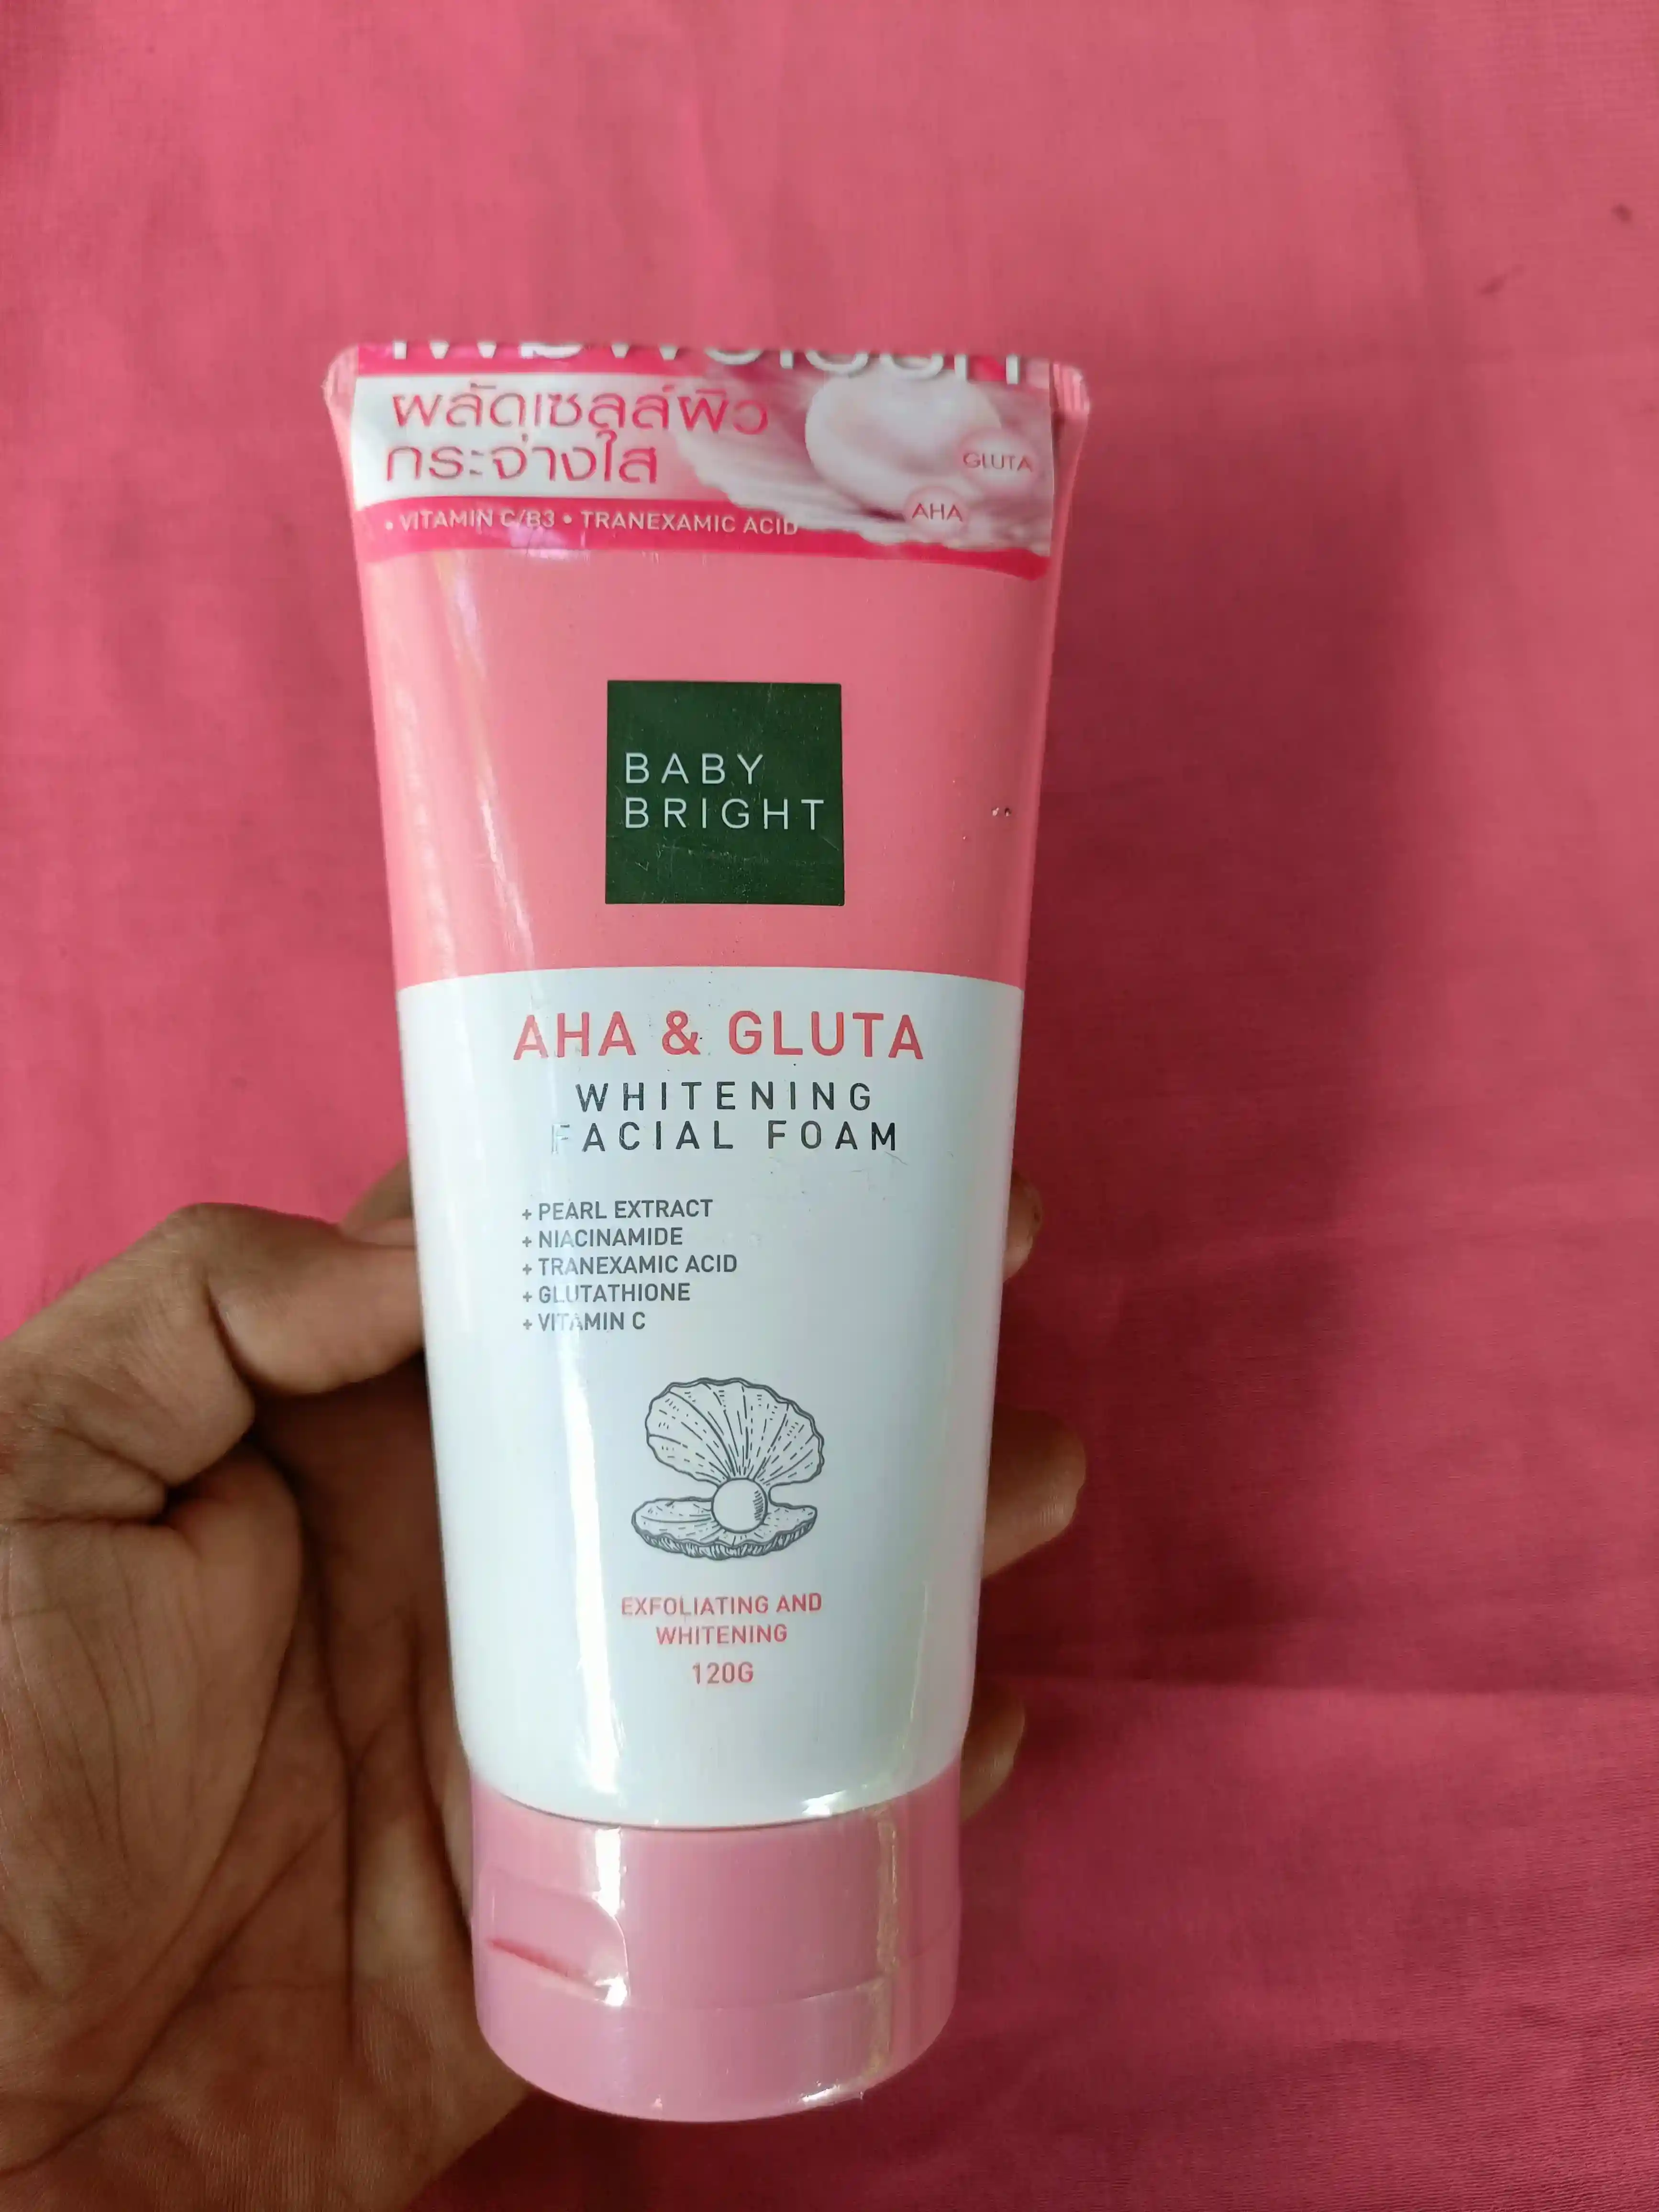 ผลัดเซลล์ผิว
กระจ่างใส
GLUTA
AHA
• VITAMIN C/B3 • TRANEXAMIC ACID
BABY
BRIGHT
AHA & GLUTA
WHITENING
FACIAL FOAM
+ PEARL EXTRACT
+ NIACINAMIDE
+ TRANEXAMIC ACID
+ GLUTATHIONE
+ VITAMIN C
EXFOLIATING AND
WHITENING
120G